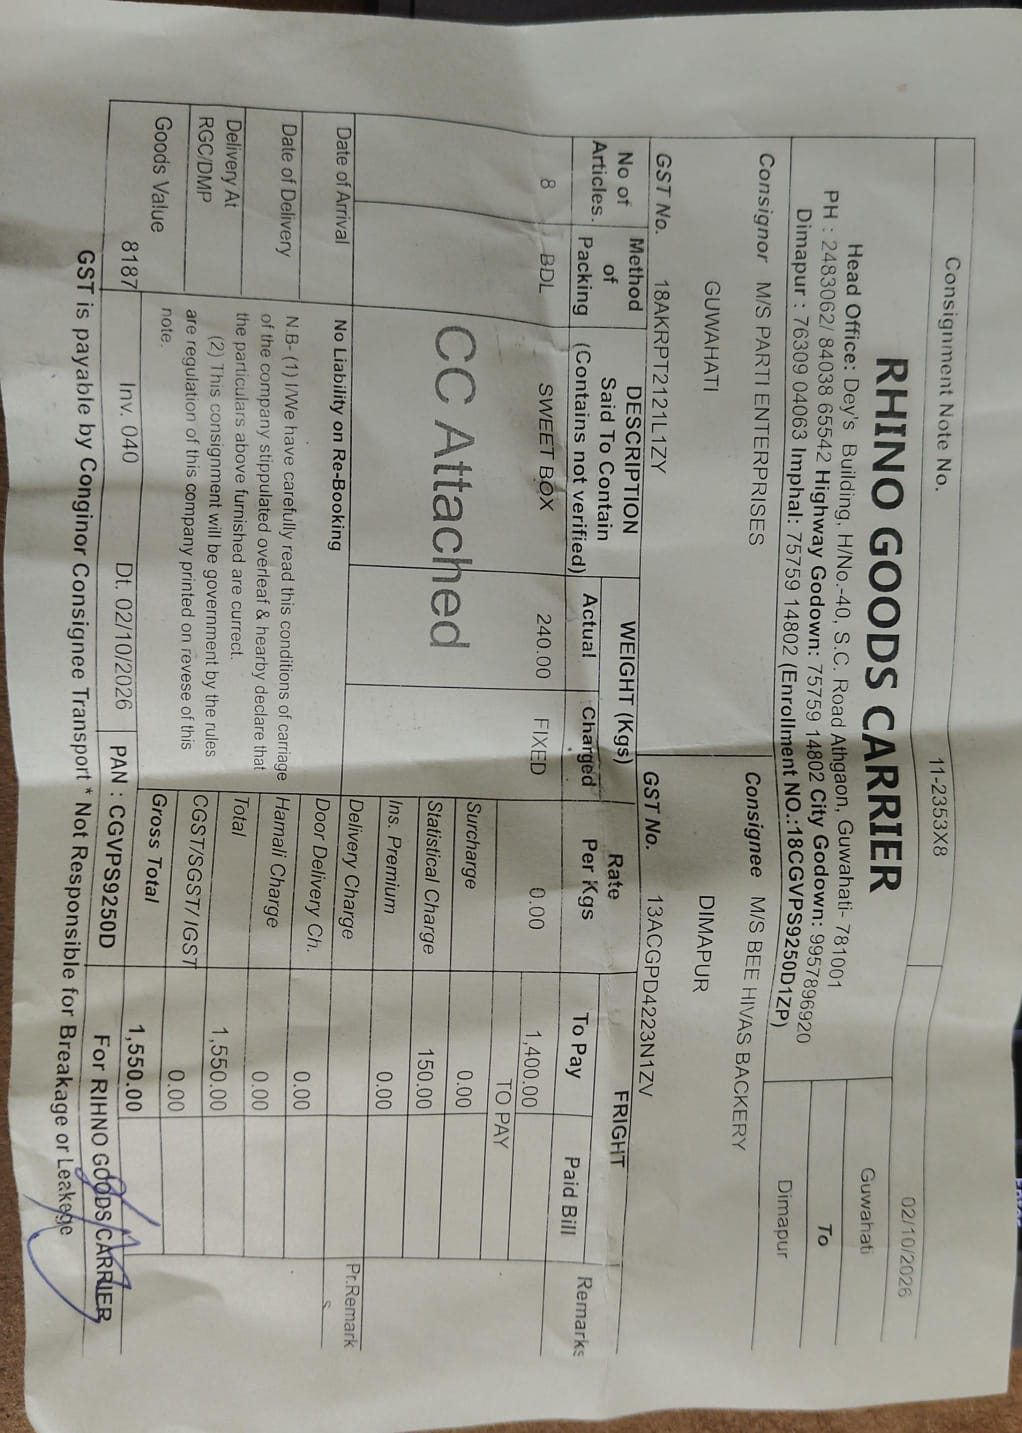 Enter
Consignment Note No. 11-2353X8
02/10/2026
RHINO GOODS CARRIER
Head Office: Dey's Building, H/No.-40, S.C. Road Athgaon, Guwahati- 781001
PH : 2483062/ 84038 65542 Highway Godown: 75759 14802 City Godown: 9957896920
Dimapur : 76309 04063 Imphal: 75759 14802 (Enrollment NO.:18CGVPS9250D1ZP)
Guwahati
To
Dimapur
Consignor M/S PARTI ENTERPRISES
GUWAHATI
GST No. 18AKRPT2121L1ZY
Consignee M/S BEE HIVAS BACKERY
DIMAPUR
GST No. 13ACGPD4223N1ZV
No of Articles.
Method of Packing
DESCRIPTION
Said To Contain
(Contains not verified)
WEIGHT (Kgs)
Actual Charged
Rate Per Kgs
FRIGHT
To Pay Paid Bill
Remarks
8 BDL SWEET BOX 240.00 FIXED 0.00 1,400.00
TO PAY
CC Attached
Surcharge 0.00
Statistical Charge 150.00
Ins. Premium 0.00
Delivery Charge
Pr.Remark
s
Door Delivery Ch. 0.00
Hamali Charge 0.00
Total 1,550.00
CGST/SGST/ IGST 0.00
Gross Total 1,550.00
Date of Arrival
Date of Delivery
Delivery At
RGC/DMP
Goods Value
8187
No Liability on Re-Booking
N.B- (1) I/We have carefully read this conditions of carriage
of the company stippulated overleaf & hearby declare that
the particulars above furnished are currect.
(2) This consignment will be government by the rules
are regulation of this company printed on revese of this
note.
Inv. 040 Dt. 02/10/2026 PAN : CGVPS9250D
For RIHNO GOODS CARRIER
GST is payable by Conginor Consignee Transport * Not Responsible for Breakage or Leakege